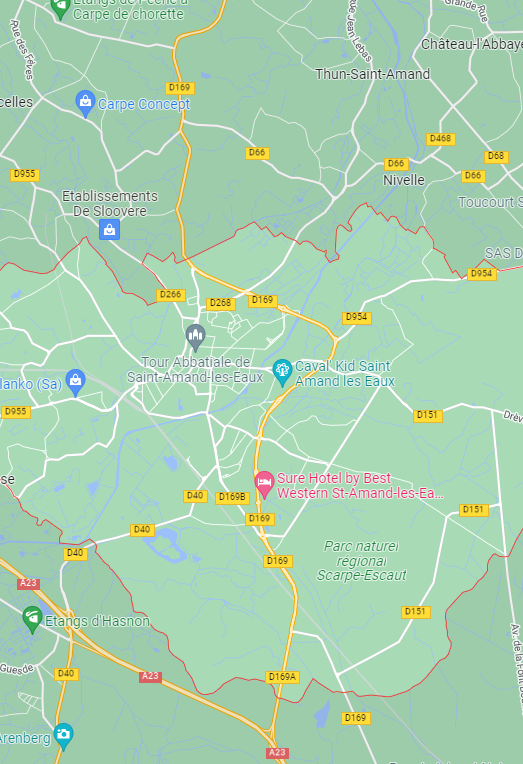 Etangs de Pêche à
Carpe de chorette
Grande-Rue
Rue des Fèves
Rue Jean Lebas
Château-l'Abbaye
Thun-Saint-Amand
D169
celles
Carpe Concept
D468
D66
D66
D68
D955
D66
Nivelle
Etablissements
De Sloovere
Toucourt S
SAS D
D954
D266
D268
D169
D954
Tour Abbatiale de
Saint-Amand-les-Eaux
Caval' Kid Saint
Amand les Eaux
lanko (Sa)
D955
D151
Drèv
Sure Hotel by Best
Western St-Amand-les-Ea...
se
D40
D169B
D151
D169
D40
D40
D169
Parc naturel
régional
Scarpe-Escaut
A23
D151
Etangs d'Hasnon
Guesde
D40
A23
D169A
Av. de la Font
D169
Arenberg
A23